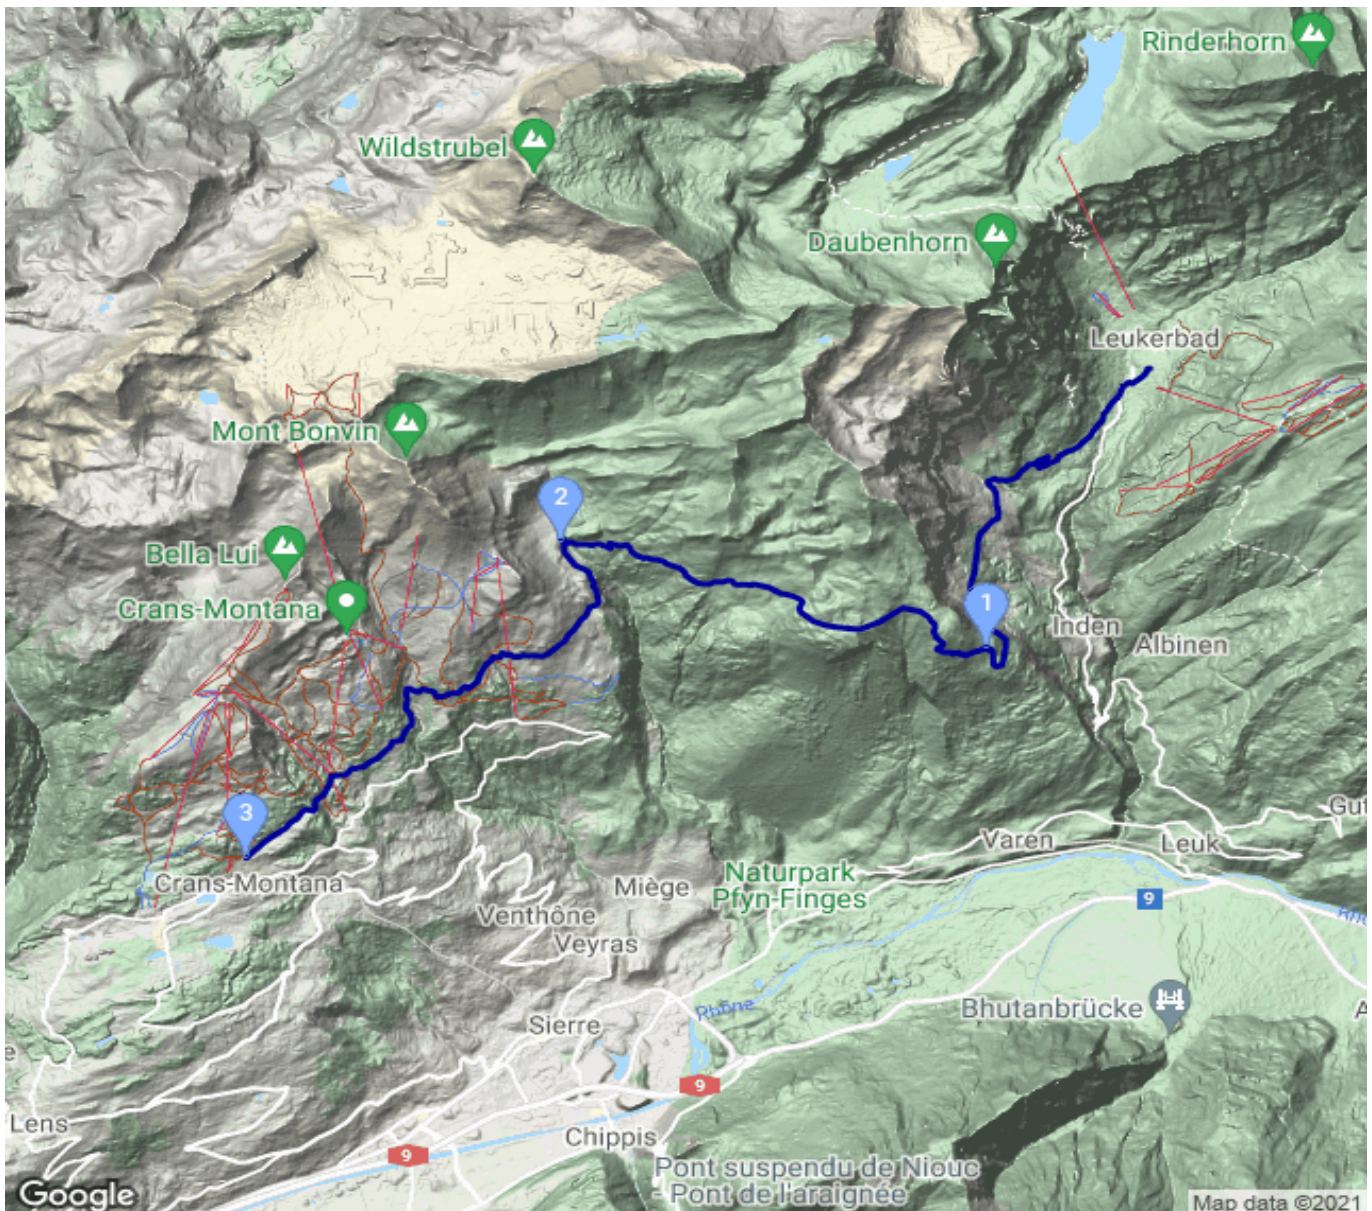 Rinderhorn
Wildstrubel
Daubenhorn
Leukerbad
Mont Bonvin
2
Bella Lui
Crans-Montana
1
Inden
Albinen
3
Varen
Leuk
Crans-Montana
Miège
Naturpark
Pfyn-Finges
Venthône
Veyras
9
Rhône
Bhutanbrücke
Sierre
9
Lens
Chippis
9
Pont suspendu de Niouc
- Pont de l'araignée
Google
Map data ©2021